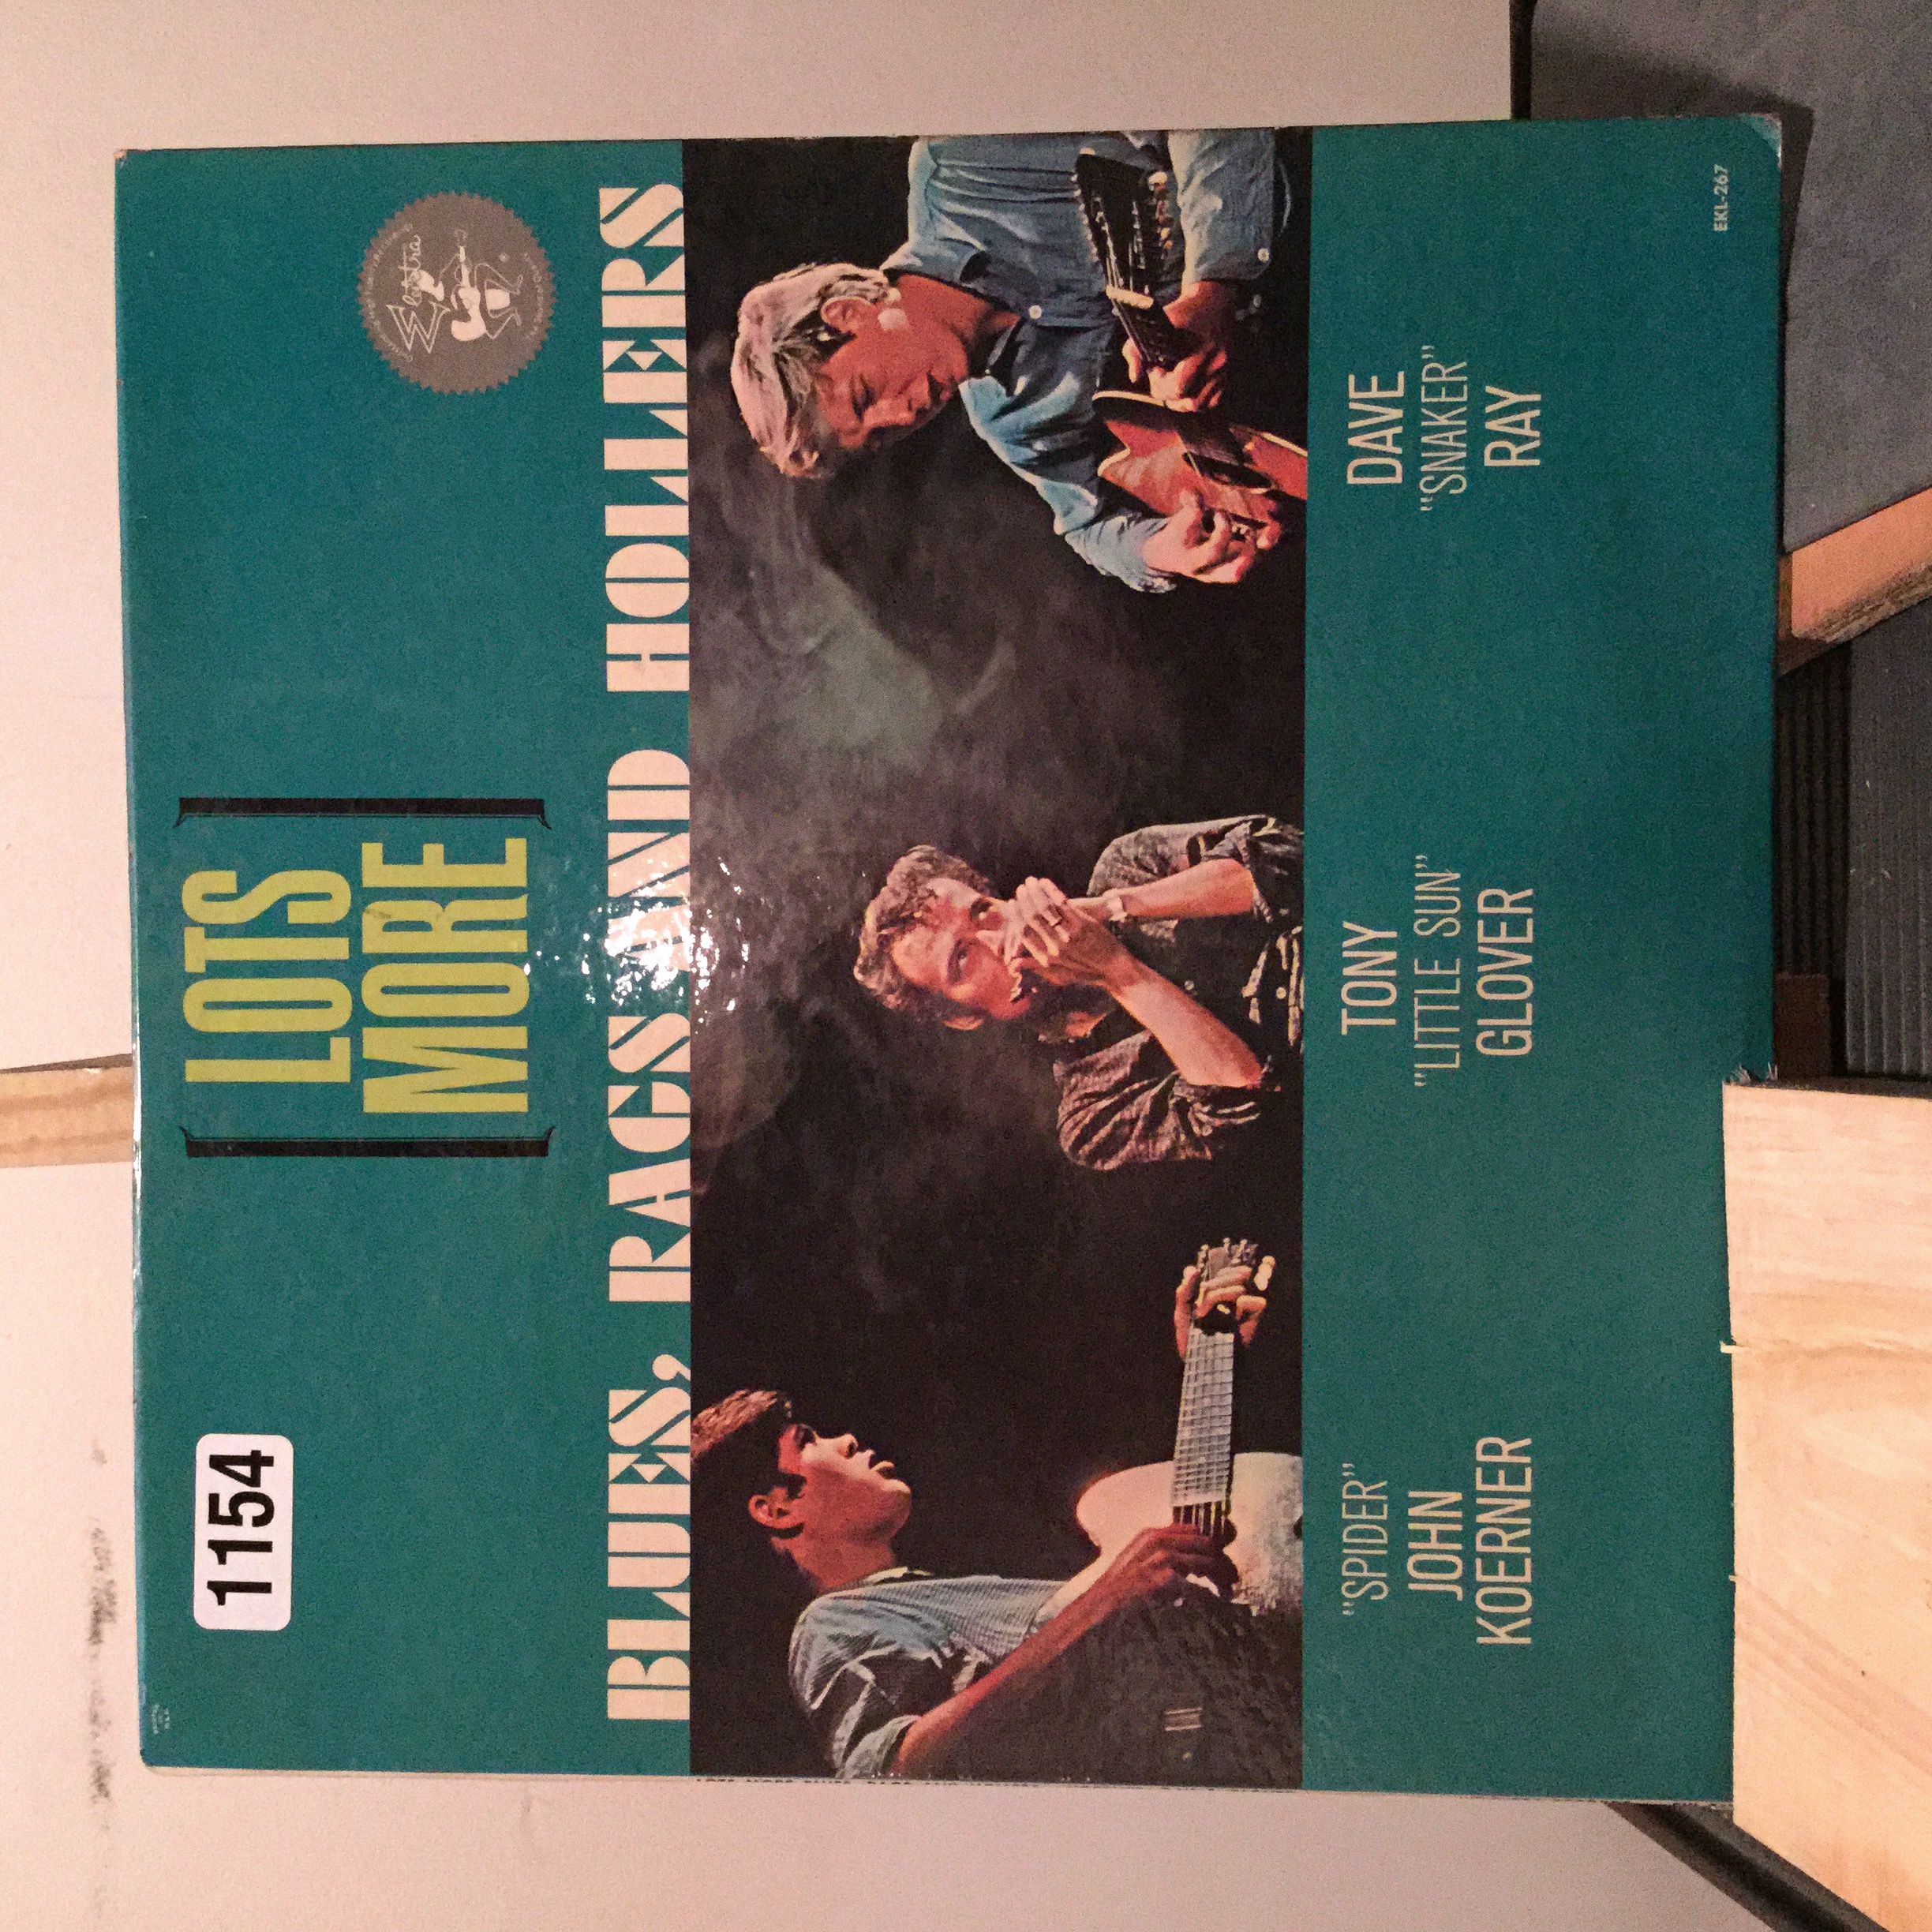 1154
[LOTS
MORE]
Elektra
BLUES, RAGS AND HOLLERS
"SPIDER"
JOHN
KOERNER
TONY
"LITTLE SUN"
GLOVER
DAVE
"SNAKER"
RAY
EKL-267